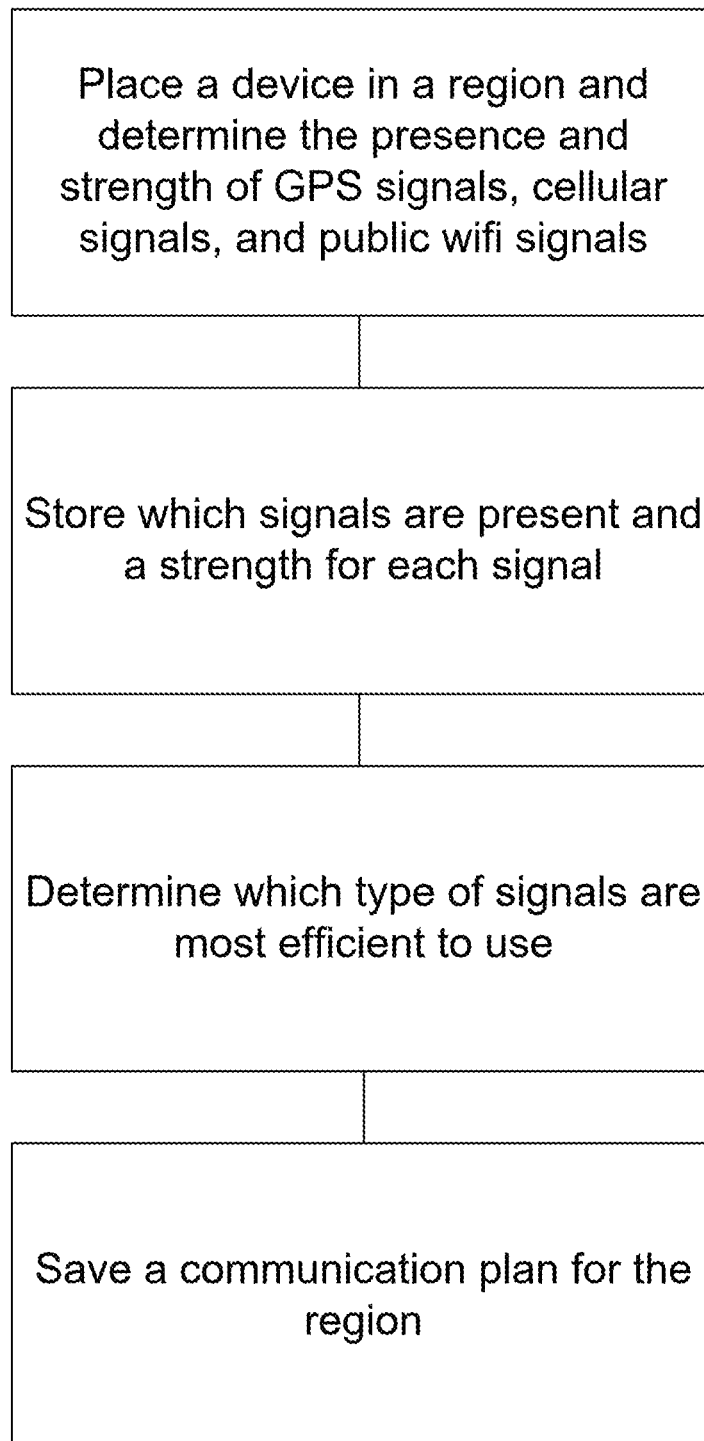 Place a device in a region and
determine the presence and
strength of GPS signals, cellular
signals, and public wifi signals
Store which signals are present and
a strength for each signal
Determine which type of signals are
most efficient to use
Save a communication plan for the
region